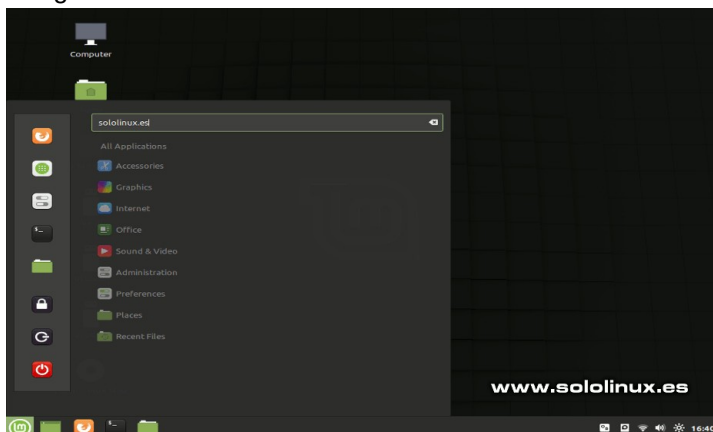 Computer
sololinux.es
All Applications
Accessories
Graphics
Internet
Office
Sound & Video
Administration
Preferences
Places
Recent Files
www.sololinux.es
16:40